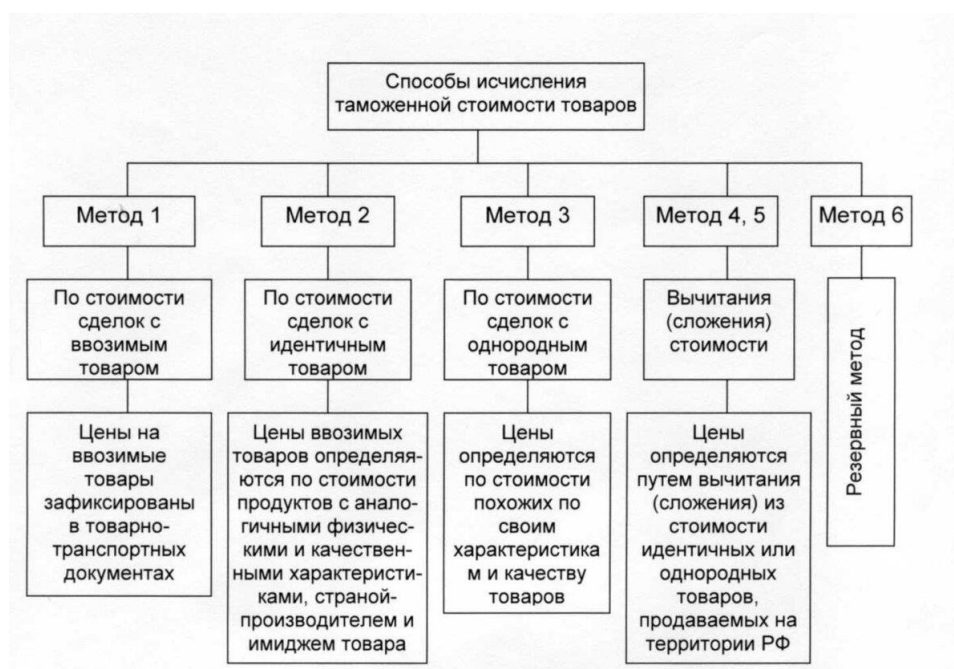 Способы исчисления
таможенной стоимости товаров
Метод 1
Метод 2
Метод 3
Метод 4, 5
Метод 6
По стоимости
сделок с
ввозимым
товаром
По стоимости
сделок с
идентичным
товаром
По стоимости
сделок с
однородным
товаром
Вычитания
(сложения)
стоимости
Резервный метод
Цены на
ввозимые
товары
зафиксированы
в товарно-
транспортных
документах
Цены ввозимых
товаров определя-
ются по стоимости
продуктов с анало-
гичными физичес-
кими и качествен-
ными характеристи-
ками, страной-
производителем и
имиджем товара
Цены
определяются
по стоимости
похожих по
своим
характеристика
м и качеству
товаров
Цены
определяются
путем вычитания
(сложения) из
стоимости
идентичных или
однородных
товаров,
продаваемых на
территории РФ